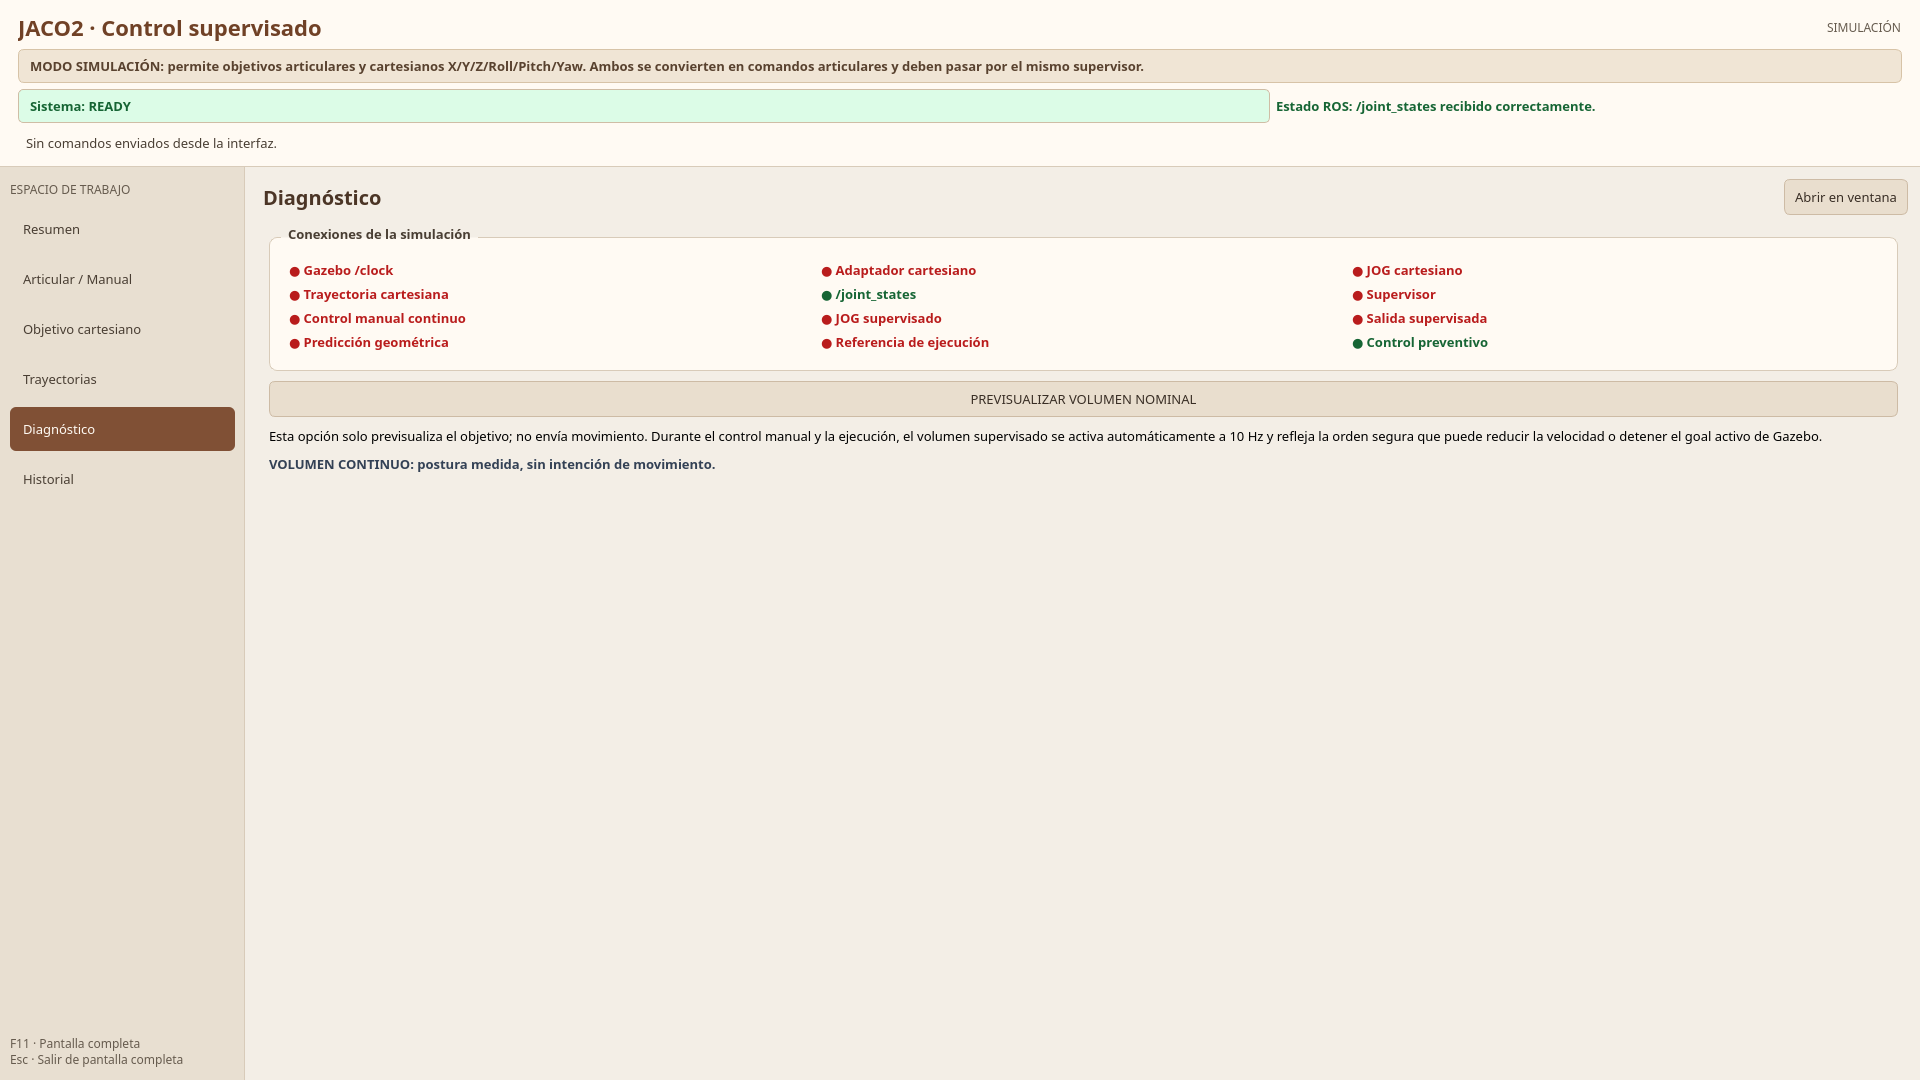 JACO2 · Control supervisado
SIMULACIÓN
MODO SIMULACIÓN: permite objetivos articulares y cartesianos X/Y/Z/Roll/Pitch/Yaw. Ambos se convierten en comandos articulares y deben pasar por el mismo supervisor.
Sistema: READY
Estado ROS: /joint_states recibido correctamente.
Sin comandos enviados desde la interfaz.
ESPACIO DE TRABAJO
Resumen
Articular / Manual
Objetivo cartesiano
Trayectorias
Diagnóstico
Historial
F11 · Pantalla completa
Esc · Salir de pantalla completa
Diagnóstico
Abrir en ventana
Conexiones de la simulación
● Gazebo /clock
● Adaptador cartesiano
● JOG cartesiano
● Trayectoria cartesiana
● /joint_states
● Supervisor
● Control manual continuo
● JOG supervisado
● Salida supervisada
● Predicción geométrica
● Referencia de ejecución
● Control preventivo
PREVISUALIZAR VOLUMEN NOMINAL
Esta opción solo previsualiza el objetivo; no envía movimiento. Durante el control manual y la ejecución, el volumen supervisado se activa automáticamente a 10 Hz y refleja la orden segura que puede reducir la velocidad o detener el goal activo de Gazebo.
VOLUMEN CONTINUO: postura medida, sin intención de movimiento.